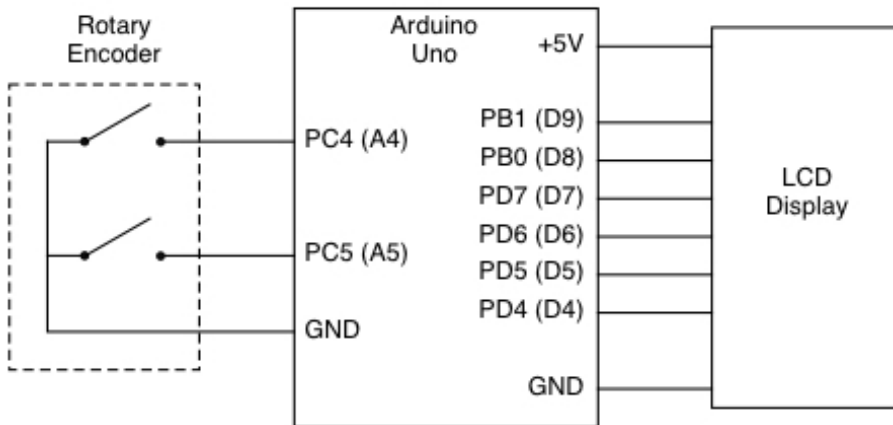 Rotary
Encoder
Arduino
Uno
+5V
PC4 (A4)
PC5 (A5)
GND
PB1 (D9)
PB0 (D8)
PD7 (D7)
PD6 (D6)
PD5 (D5)
PD4 (D4)
GND
LCD
Display